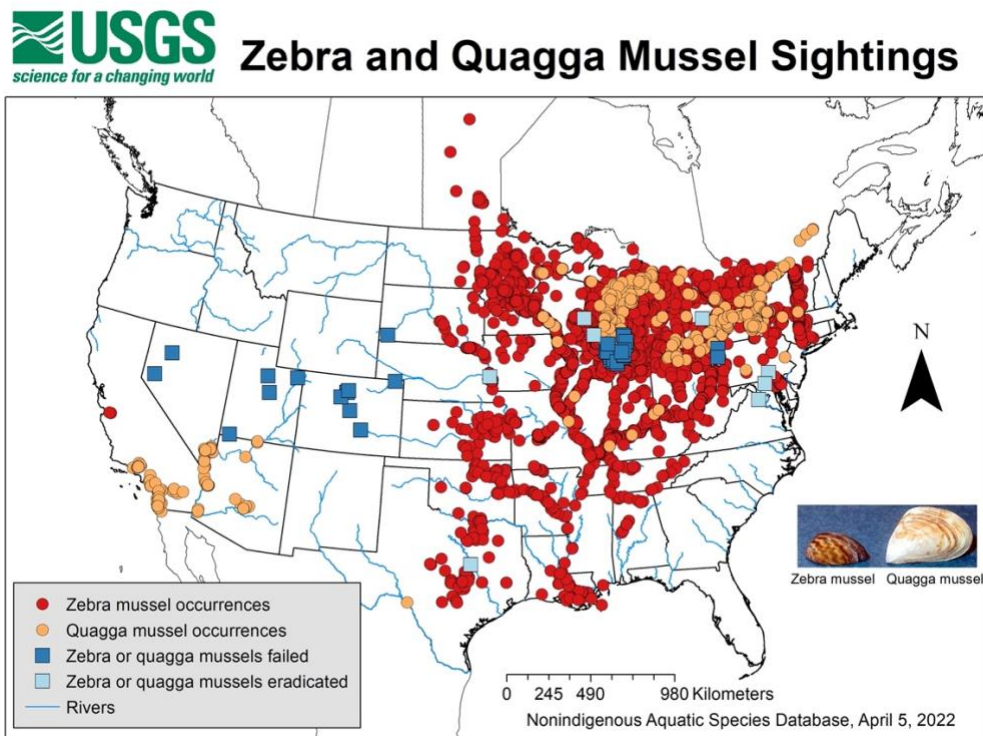 USGS
science for a changing world
Zebra and Quagga Mussel Sightings
N
Zebra mussel
Quagga mussel
Zebra mussel occurrences
Quagga mussel occurrences
Zebra or quagga mussels failed
Zebra or quagga mussels eradicated
Rivers
0 245 490 980 Kilometers
Nonindigenous Aquatic Species Database, April 5, 2022